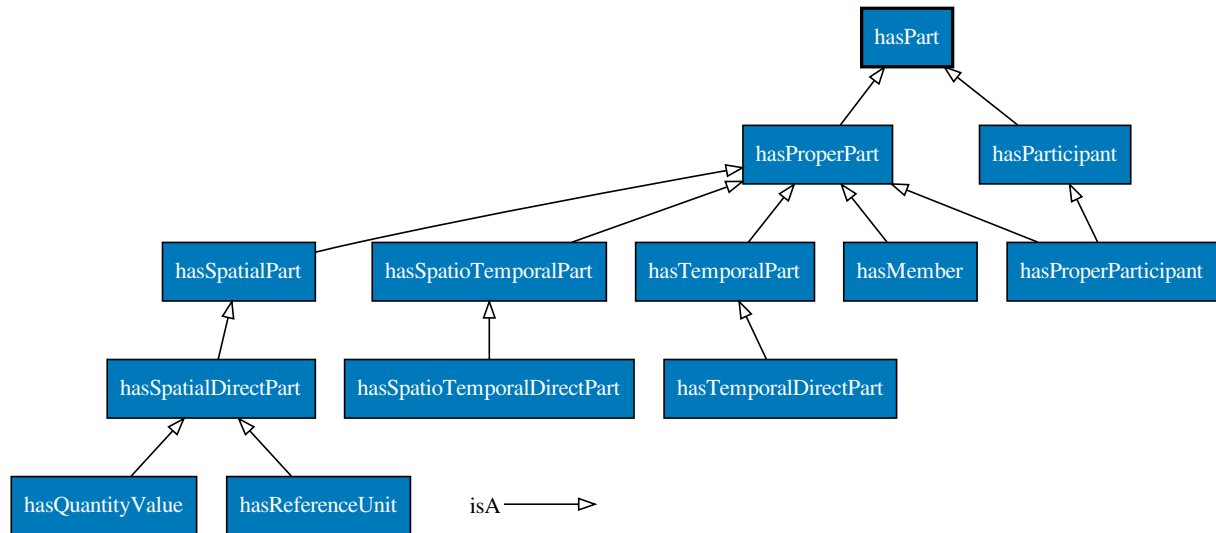 hasPart
hasProperPart
hasParticipant
hasSpatialPart
hasSpatioTemporalPart
hasTemporalPart
hasMember
hasProperParticipant
hasSpatialDirectPart
hasSpatioTemporalDirectPart
hasTemporalDirectPart
hasQuantityValue
hasReferenceUnit
isA